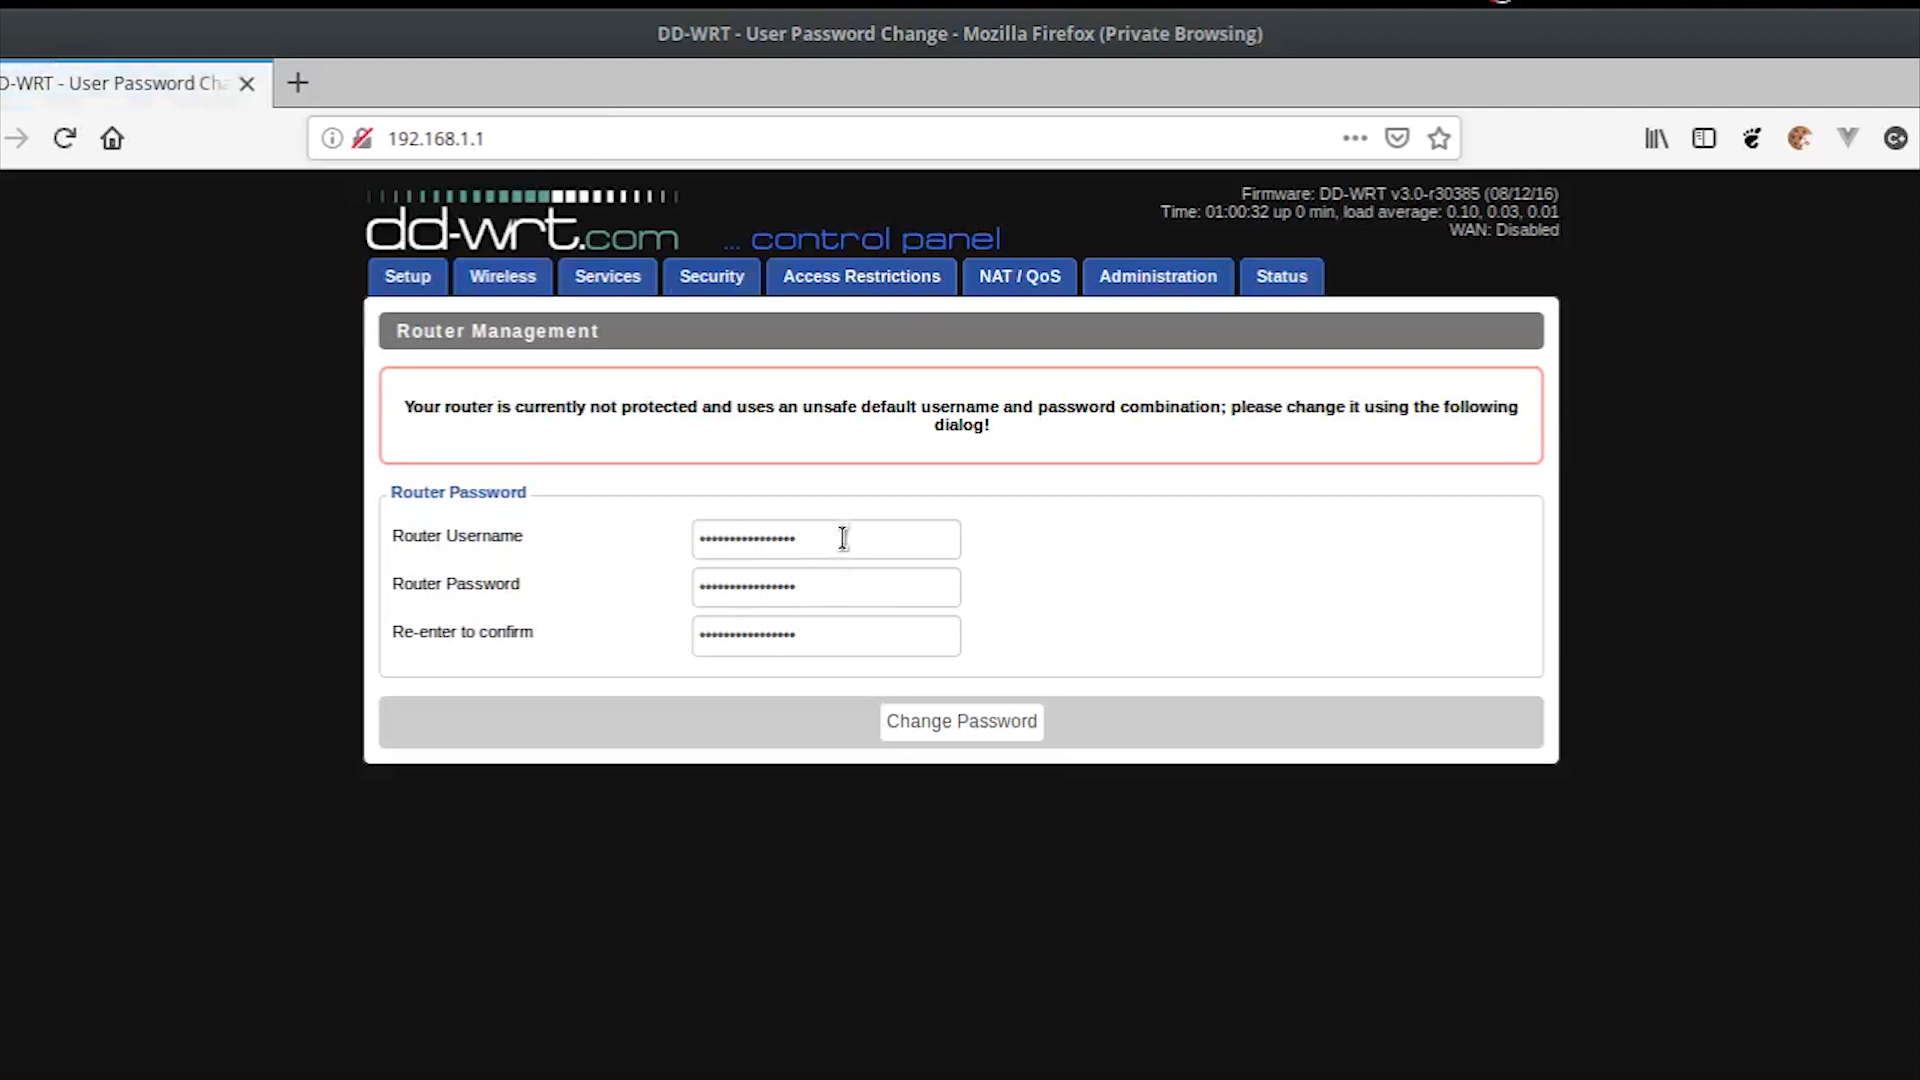 DD-WRT - User Password Change - Mozilla Firefox (Private Browsing)
D-WRT - User Password Cha
192.168.1.1
Firmware: DD-WRT v3.0-r30385 (08/12/16)
Time: 01:00:32 up 0 min, load average: 0.10, 0.03, 0.01
WAN: Disabled
dd-wrt.com ... control panel
Setup Wireless Services Security Access Restrictions NAT / QoS Administration Status
Router Management
Your router is currently not protected and uses an unsafe default username and password combination; please change it using the following
dialog!
Router Password
Router Username ••••••••••••••••
Router Password ••••••••••••••••
Re-enter to confirm ••••••••••••••••
Change Password